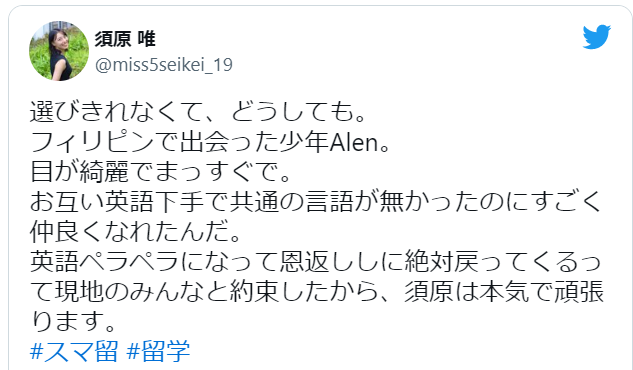 須原 唯
@miss5seikei_19
選びきれなくて、どうしても。
フィリピンで出会った少年Alen。
目が綺麗でまっすぐで。
お互い英語下手で共通の言語が無かったのにすごく
仲良くなれたんだ。
英語ペラペラになって恩返ししに絶対戻ってくるっ
て現地のみんなと約束したから、須原は本気で頑張
ります。
#スマ留 #留学